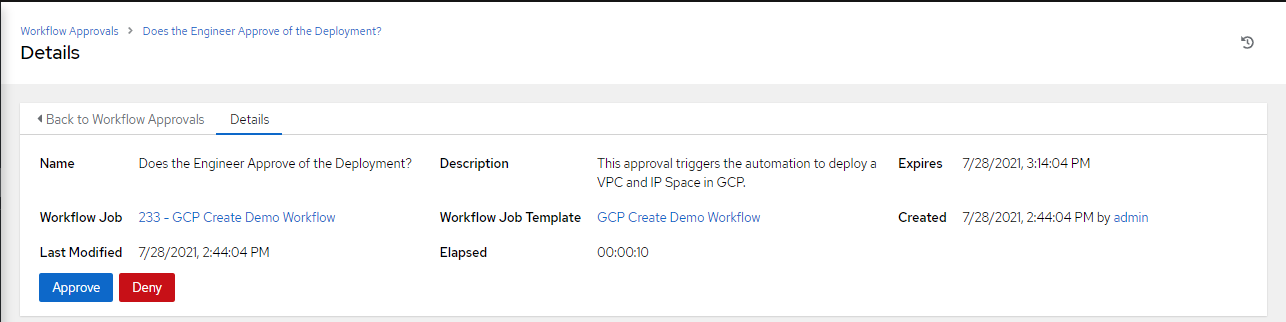 Workflow Approvals > Does the Engineer Approve of the Deployment?
Details
Back to Workflow Approvals Details
Name Does the Engineer Approve of the Deployment? Description This approval triggers the automation to deploy a VPC and IP Space in GCP. Expires 7/28/2021, 3:14:04 PM
Workflow Job 233 - GCP Create Demo Workflow Workflow Job Template GCP Create Demo Workflow Created 7/28/2021, 2:44:04 PM by admin
Last Modified 7/28/2021, 2:44:04 PM Elapsed 00:00:10
Approve Deny